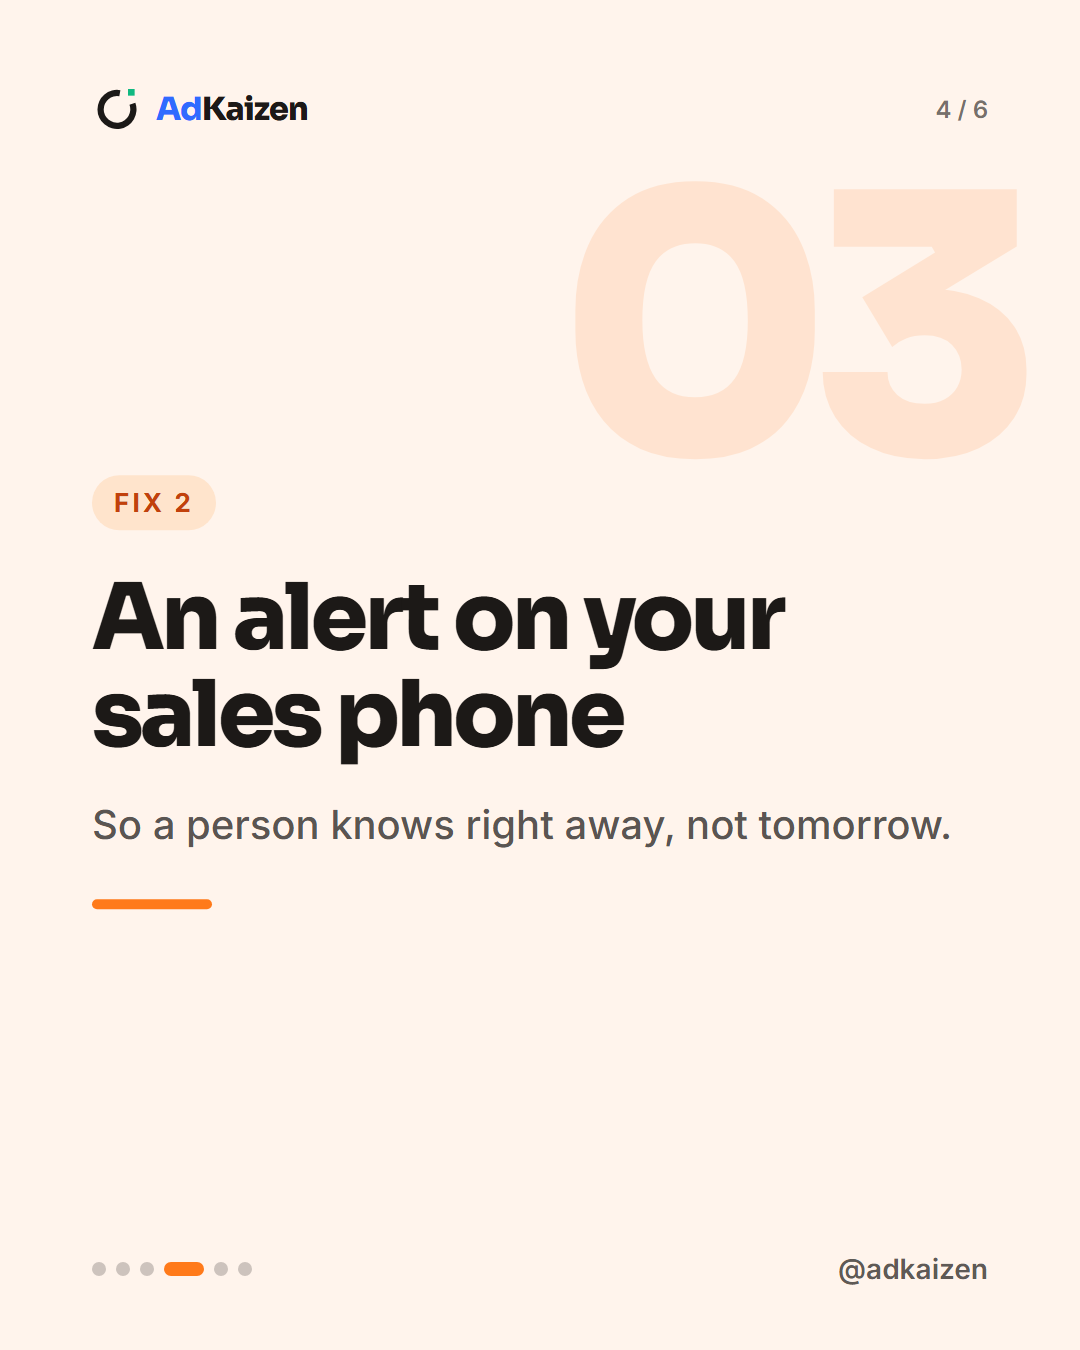 AdKaizen
4 / 6
03
FIX 2
An alert on your
sales phone
So a person knows right away, not tomorrow.
@adkaizen